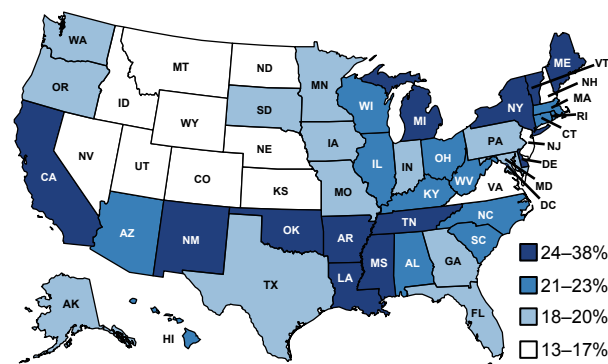 WA
ME
VT
MT
ND
NH
OR
MN
MA
ID
SD
WI
NY
RI
WY
MI
CT
IA
PA
NJ
NE
NV
OH
DE
IL
IN
UT
MD
CA
CO
WV
VA
DC
KS
MO
KY
NC
TN
AZ
OK
NM
AR
SC
MS
AL
GA
24–38%
LA
TX
21–23%
AK
FL
18–20%
HI
13–17%